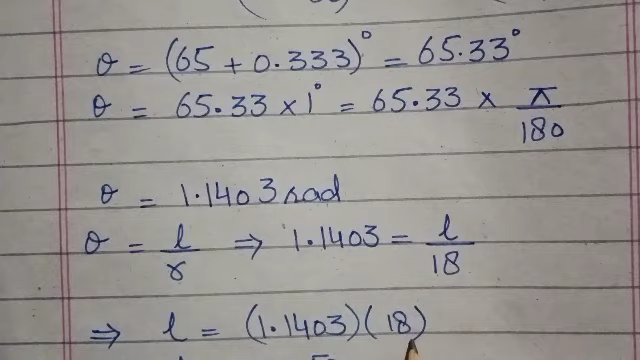 θ = (65 + 0.333)° = 65.33°
θ = 65.33 × 1° = 65.33 × π/180
θ = 1.1403 rad
θ = l/r ⇒ 1.1403 = l/18
⇒ l = (1.1403)(18)